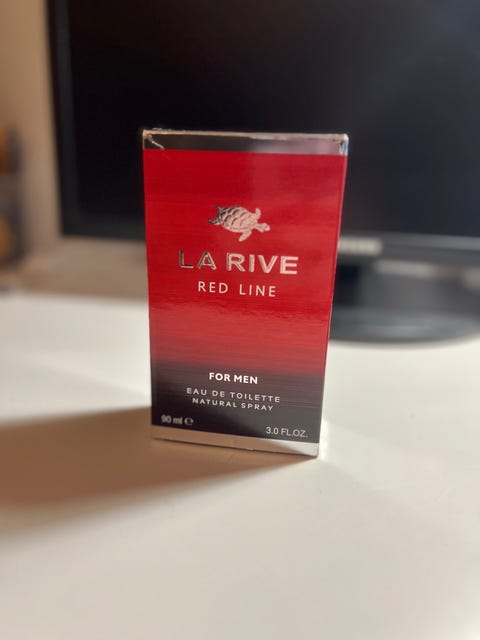 LA RIVE
RED LINE
FOR MEN
EAU DE TOILETTE
NATURAL SPRAY
90 ml ℮
3.0 FL.OZ.